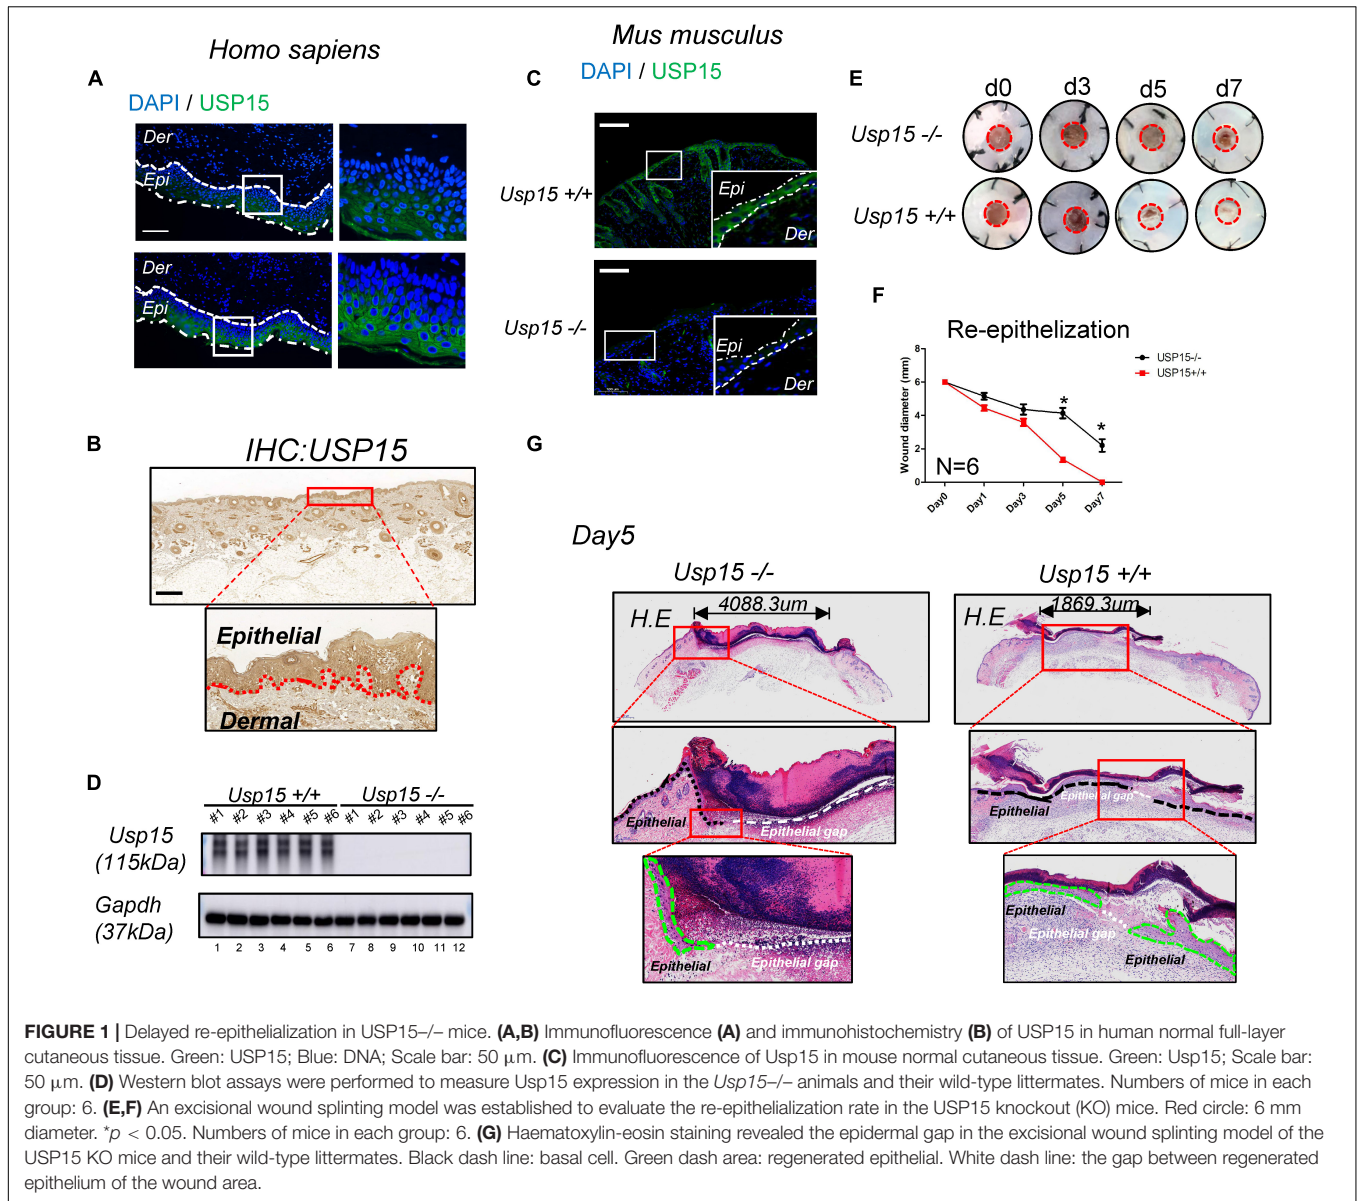 Homo sapiens
Mus musculus
A
DAPI / USP15
Der
Epi
Der
Epi
C
DAPI / USP15
Usp15 +/+
Epi
Der
Usp15 -/-
Epi
Der
E
d0 d3 d5 d7
Usp15 -/-
Usp15 +/+
F
Re-epithelization
Wound diameter (mm)
8
6
4
2
0
*
*
N=6
Day0 Day1 Day3 Day5 Day7
USP15-/-
USP15+/+
B
IHC:USP15
Epithelial
Dermal
D
Usp15 +/+ Usp15 -/-
#1 #2 #3 #4 #5 #6 #1 #2 #3 #4 #5 #6
Usp15
(115kDa)
Gapdh
(37kDa)
1 2 3 4 5 6 7 8 9 10 11 12
G
Day5
Usp15 -/-
H.E
4088.3um
Epithelial
Epithelial gap
Epithelial
Epithelial gap
Usp15 +/+
H.E
1869.3um
Epithelial
Epithelial gap
Epithelial
Epithelial gap
Epithelial
FIGURE 1 | Delayed re-epithelialization in USP15–/– mice. (A,B) Immunofluorescence (A) and immunohistochemistry (B) of USP15 in human normal full-layer
cutaneous tissue. Green: USP15; Blue: DNA; Scale bar: 50 μm. (C) Immunofluorescence of Usp15 in mouse normal cutaneous tissue. Green: Usp15; Scale bar:
50 μm. (D) Western blot assays were performed to measure Usp15 expression in the Usp15–/– animals and their wild-type littermates. Numbers of mice in each
group: 6. (E,F) An excisional wound splinting model was established to evaluate the re-epithelialization rate in the USP15 knockout (KO) mice. Red circle: 6 mm
diameter. *p < 0.05. Numbers of mice in each group: 6. (G) Haematoxylin-eosin staining revealed the epidermal gap in the excisional wound splinting model of the
USP15 KO mice and their wild-type littermates. Black dash line: basal cell. Green dash area: regenerated epithelial. White dash line: the gap between regenerated
epithelium of the wound area.